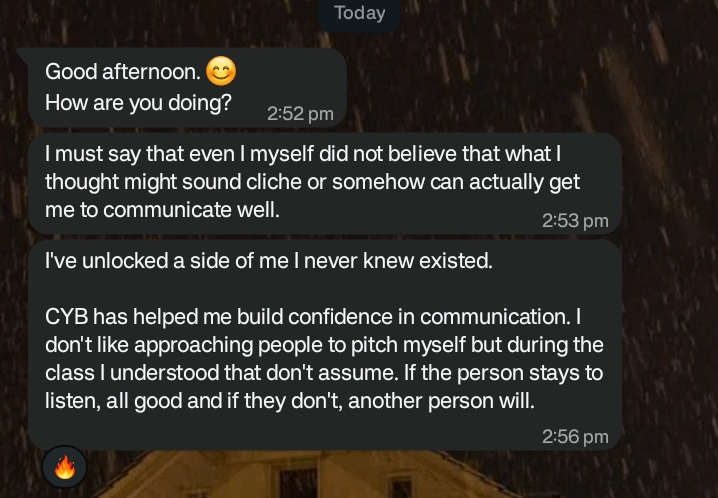 Today
Good afternoon. 😊
How are you doing?
2:52 pm
I must say that even I myself did not believe that what I
thought might sound cliche or somehow can actually get
me to communicate well.
2:53 pm
I've unlocked a side of me I never knew existed.
CYB has helped me build confidence in communication. I
don't like approaching people to pitch myself but during the
class I understood that don't assume. If the person stays to
listen, all good and if they don't, another person will.
2:56 pm
🔥